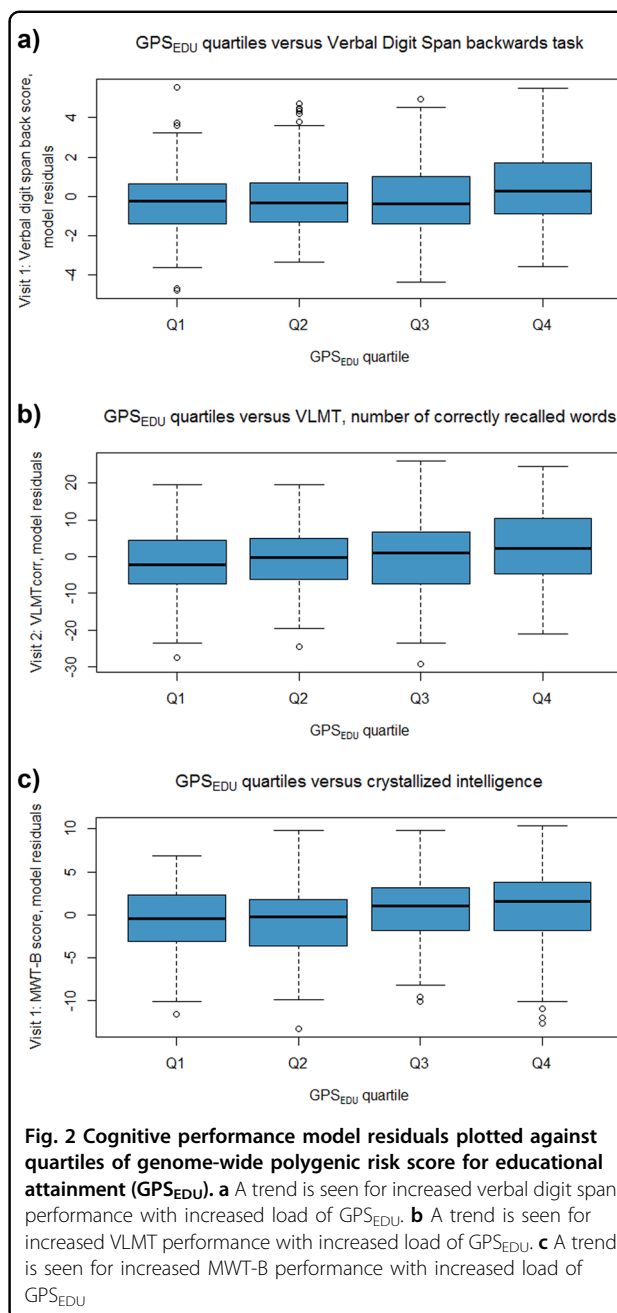 a)
GPSEDU quartiles versus Verbal Digit Span backwards task
Visit 1: Verbal digit span back score,
model residuals
4
2
0
-2
-4
Q1 Q2 Q3 Q4
GPSEDU quartile
b)
GPSEDU quartiles versus VLMT, number of correctly recalled words
Visit 2: VLMTcorr, model residuals
20
10
0
-10
-20
-30
Q1 Q2 Q3 Q4
GPSEDU quartile
c)
GPSEDU quartiles versus crystallized intelligence
Visit 1: MWT-B score, model residuals
10
5
0
-5
-10
Q1 Q2 Q3 Q4
GPSEDU quartile
Fig. 2 Cognitive performance model residuals plotted against
quartiles of genome-wide polygenic risk score for educational
attainment (GPSEDU). a A trend is seen for increased verbal digit span
performance with increased load of GPSEDU. b A trend is seen for
increased VLMT performance with increased load of GPSEDU. c A trend
is seen for increased MWT-B performance with increased load of
GPSEDU